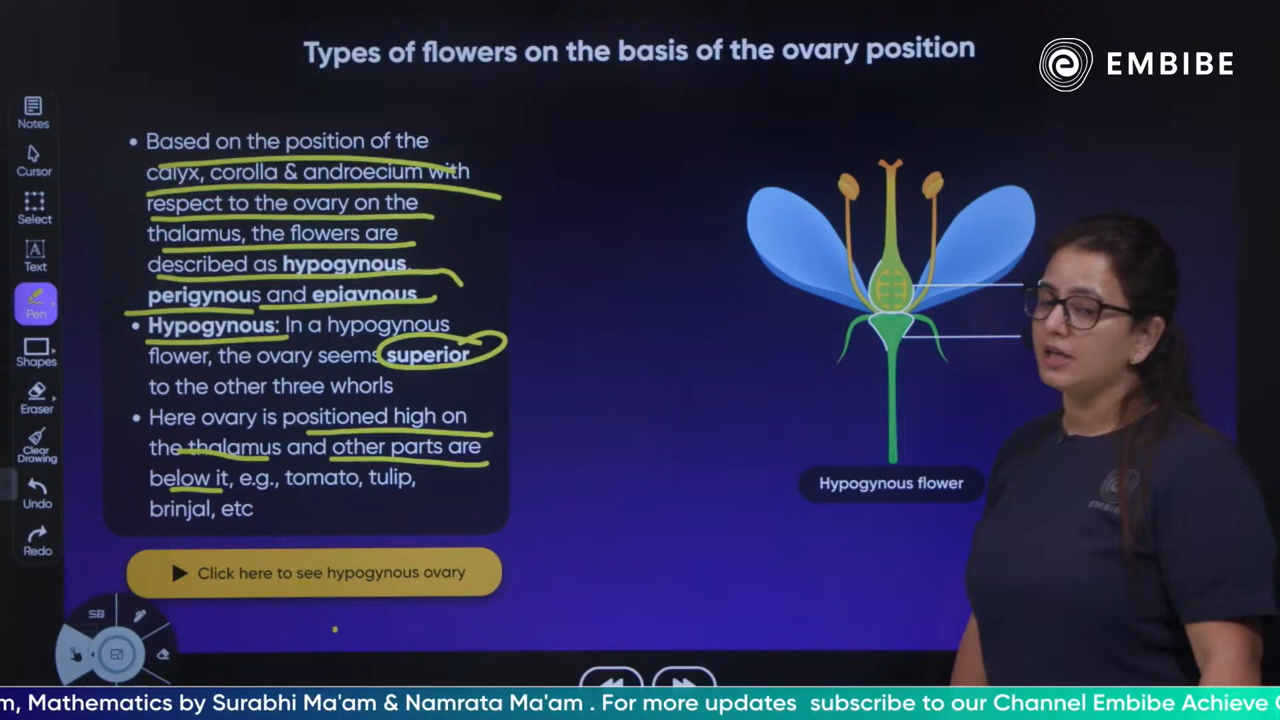 Types of flowers on the basis of the ovary position
EMBIBE
Notes
Cursor
Select
Text
Pen
Shapes
Eraser
Clear
Drawing
Undo
Redo
• Based on the position of the
calyx, corolla & androecium with
respect to the ovary on the
thalamus, the flowers are
described as hypogynous,
perigynous and epigynous
• Hypogynous: In a hypogynous
flower, the ovary seems superior
to the other three whorls
• Here ovary is positioned high on
the thalamus and other parts are
below it, e.g., tomato, tulip,
brinjal, etc
Click here to see hypogynous ovary
Hypogynous flower
EMBIBE
SB
m, Mathematics by Surabhi Ma'am & Namrata Ma'am . For more updates subscribe to our Channel Embibe Achieve